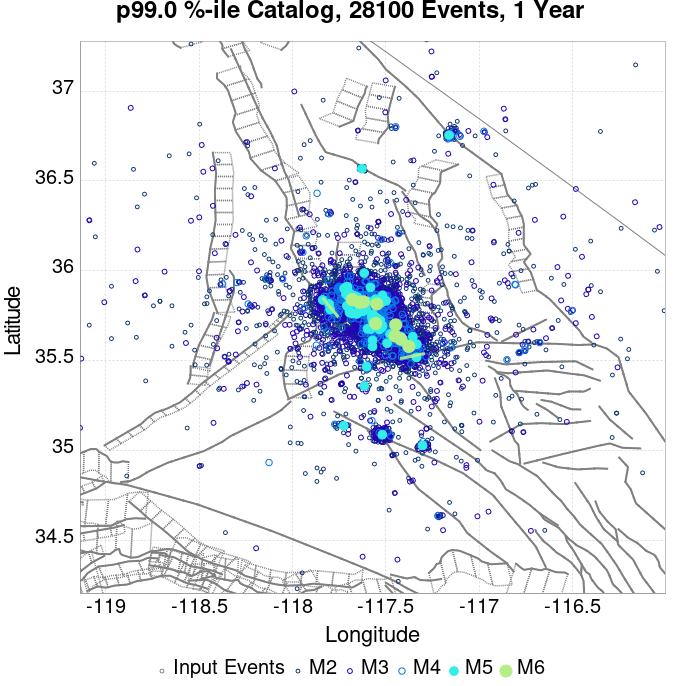 p99.0 %-ile Catalog, 28100 Events, 1 Year
37
36.5
36
35.5
35
34.5
Latitude
-119
-118.5
-118
-117.5
-117
-116.5
Longitude
Input Events
M2
M3
M4
M5
M6